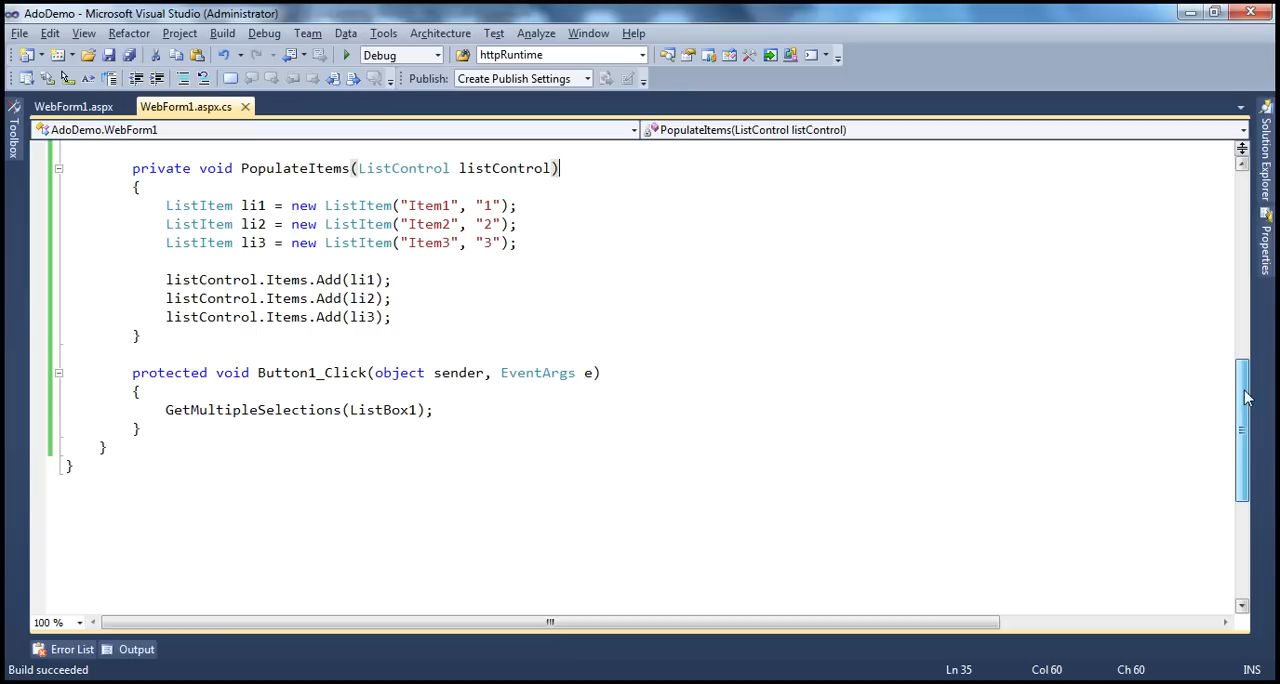 AdoDemo - Microsoft Visual Studio (Administrator)
File Edit View Refactor Project Build Debug Team Data Tools Architecture Test Analyze Window Help
Debug httpRuntime
Publish: Create Publish Settings
WebForm1.aspx WebForm1.aspx.cs
AdoDemo.WebForm1 PopulateItems(ListControl listControl)
Toolbox
Solution Explorer
Properties
private void PopulateItems(ListControl listControl)
{
ListItem li1 = new ListItem("Item1", "1");
ListItem li2 = new ListItem("Item2", "2");
ListItem li3 = new ListItem("Item3", "3");
listControl.Items.Add(li1);
listControl.Items.Add(li2);
listControl.Items.Add(li3);
}
protected void Button1_Click(object sender, EventArgs e)
{
GetMultipleSelections(ListBox1);
}
}
}
100 %
Error List Output
Build succeeded Ln 35 Col 60 Ch 60 INS